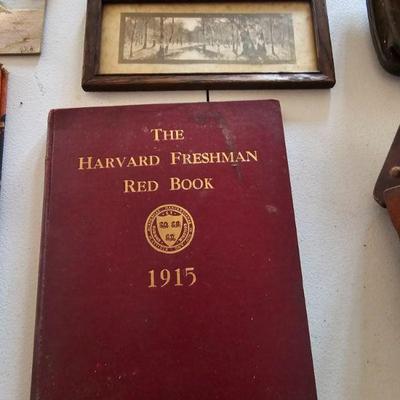 THE
HARVARD FRESHMAN
RED BOOK
1915